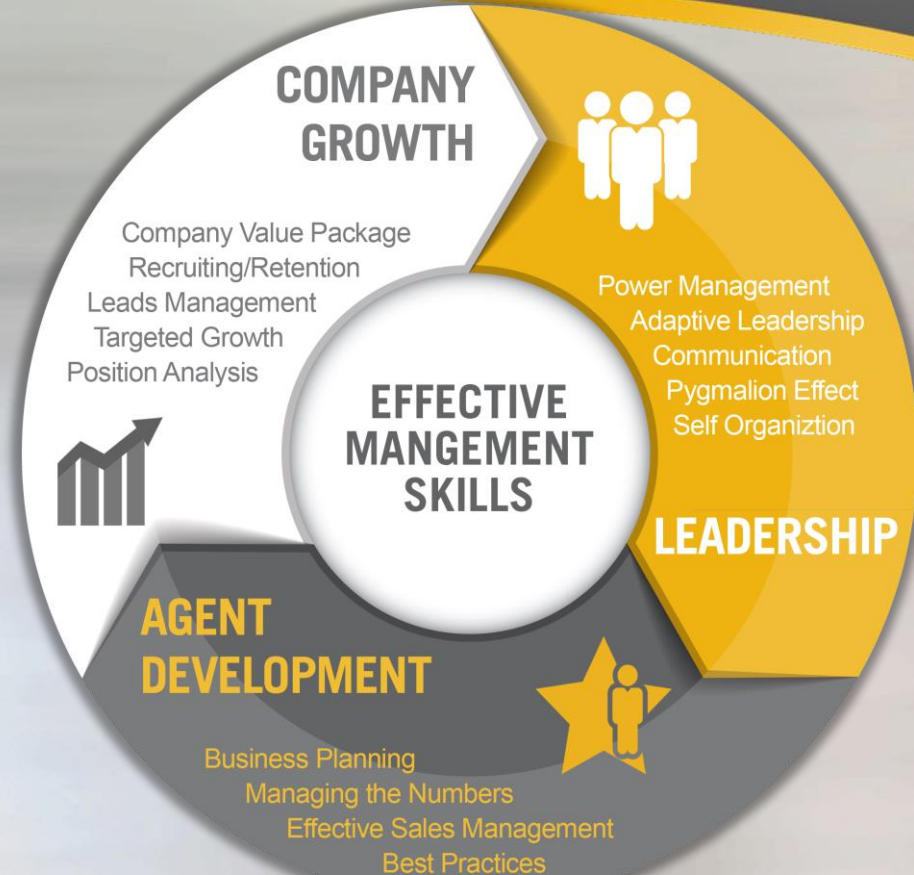 COMPANY
GROWTH
Company Value Package
Recruiting/Retention
Leads Management
Targeted Growth
Position Analysis
Power Management
Adaptive Leadership
Communication
Pygmalion Effect
Self Organiztion
LEADERSHIP
EFFECTIVE
MANGEMENT
SKILLS
AGENT
DEVELOPMENT
Business Planning
Managing the Numbers
Effective Sales Management
Best Practices